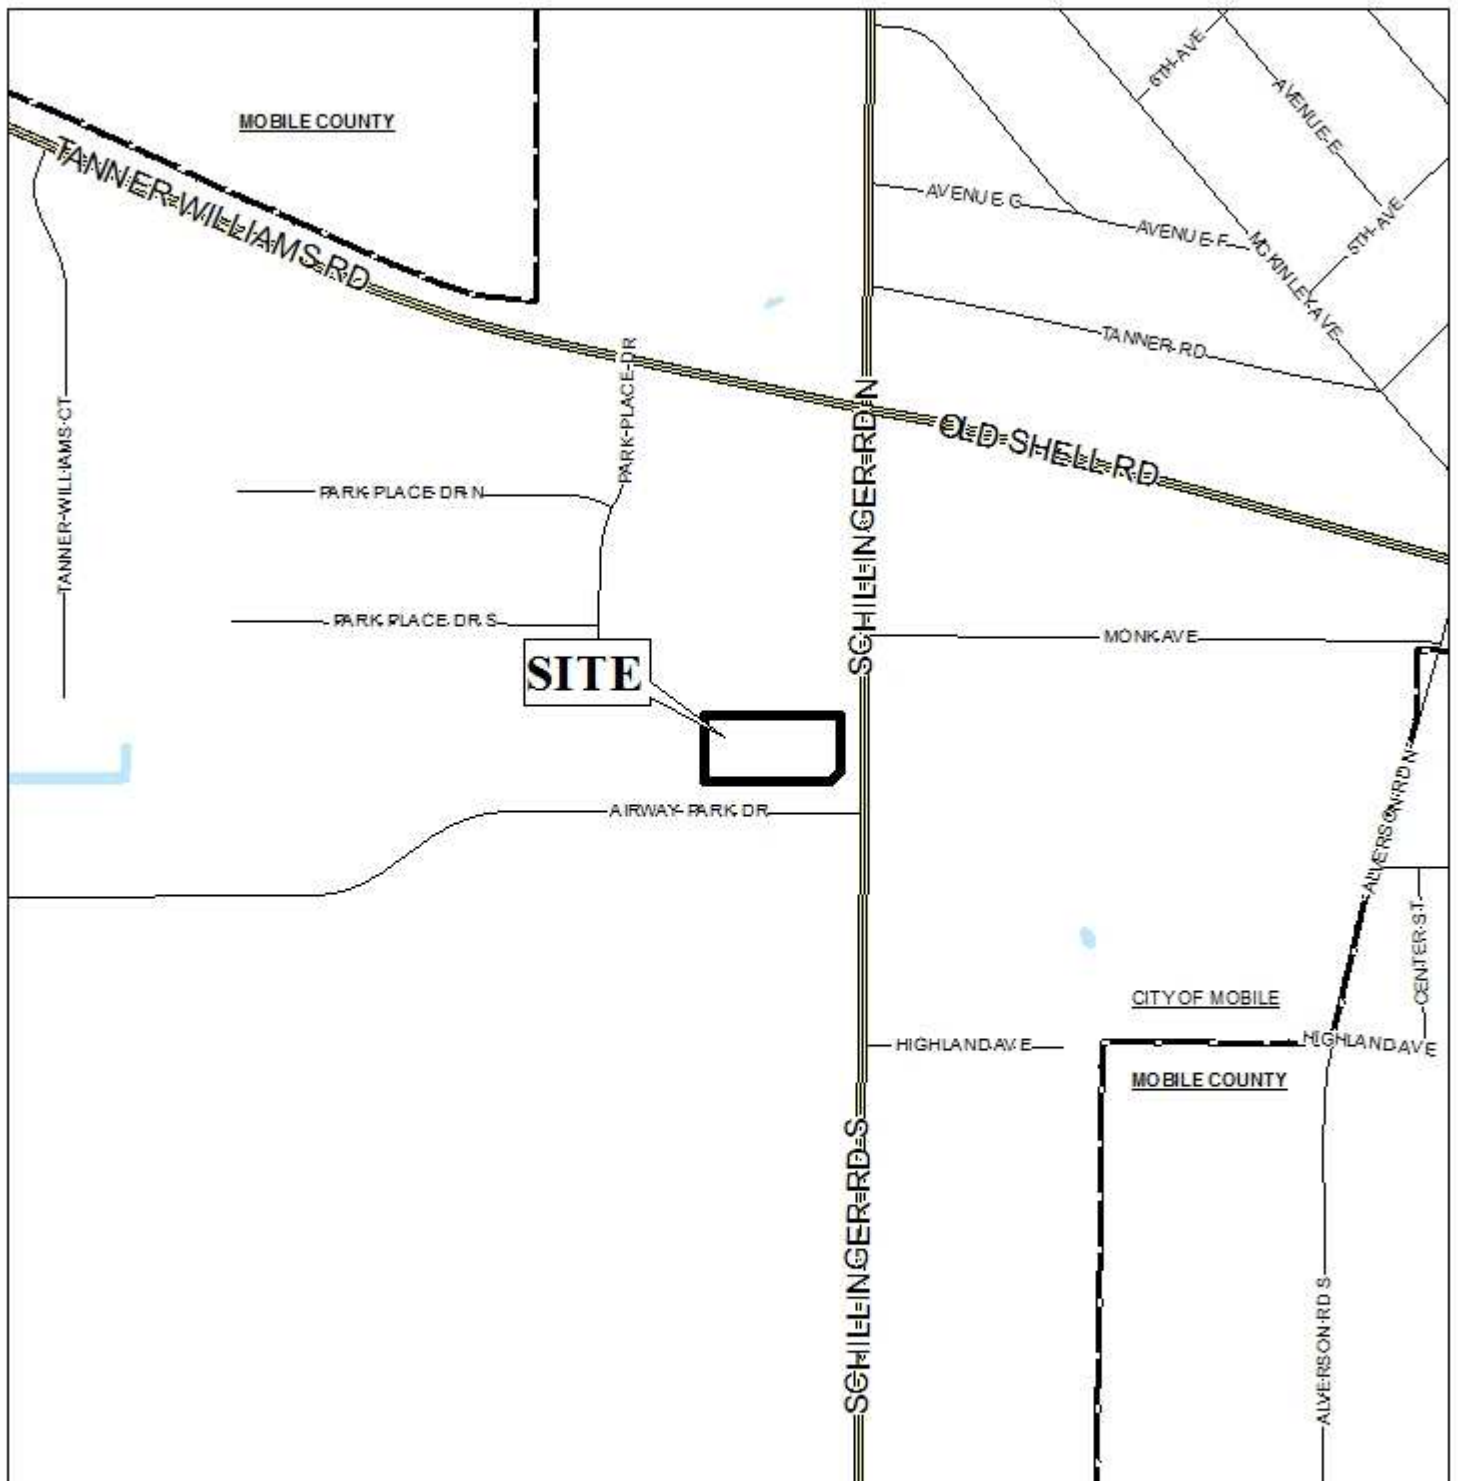 6TH AVE
AVENUE E
MOBILE COUNTY
TANNER WILLIAMS RD
AVENUE G
AVENUE F
5TH AVE
MCKINLEY AVE
TANNER RD
PARK PLACE DR
SCHILLINGER RD N
OLD SHELL RD
TANNER WILLIAMS CT
PARK PLACE DR N
PARK PLACE DR S
MONK AVE
SITE
AIRWAY PARK DR
ALVERSON RD N
CENTER ST
CITY OF MOBILE
HIGHLAND AVE
HIGHLAND AVE
MOBILE COUNTY
SCHILLINGER RD S
ALVERSON RD S